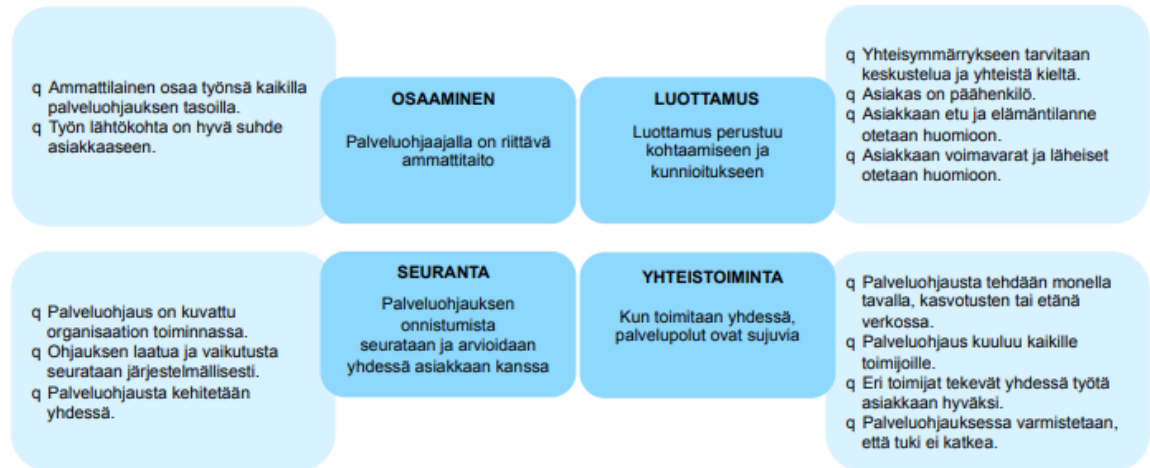 q Ammattilainen osaa työnsä kaikilla
palveluohjauksen tasoilla.
q Työn lähtökohta on hyvä suhde
asiakkaaseen.
OSAAMINEN
Palveluohjaajalla on riittävä
ammattitaito
LUOTTAMUS
Luottamus perustuu
kohtaamiseen ja
kunnioitukseen
q Yhteisymmärrykseen tarvitaan
keskustelua ja yhteistä kieltä.
q Asiakas on päähenkilö.
q Asiakkaan etu ja elämäntilanne
otetaan huomioon.
q Asiakkaan voimavarat ja läheiset
otetaan huomioon.
q Palveluohjaus on kuvattu
organisaation toiminnassa.
q Ohjauksen laatua ja vaikutusta
seurataan järjestelmällisesti.
q Palveluohjausta kehitetään
yhdessä.
SEURANTA
Palveluohjauksen
onnistumista
seurataan ja arvioidaan
yhdessä asiakkaan kanssa
YHTEISTOIMINTA
Kun toimitaan yhdessä,
palvelupolut ovat sujuvia
q Palveluohjausta tehdään monella
tavalla, kasvotusten tai etänä
verkossa.
q Palveluohjaus kuuluu kaikille
toimijoille.
q Eri toimijat tekevät yhdessä työtä
asiakkaan hyväksi.
q Palveluohjauksessa varmistetaan,
että tuki ei katkea.